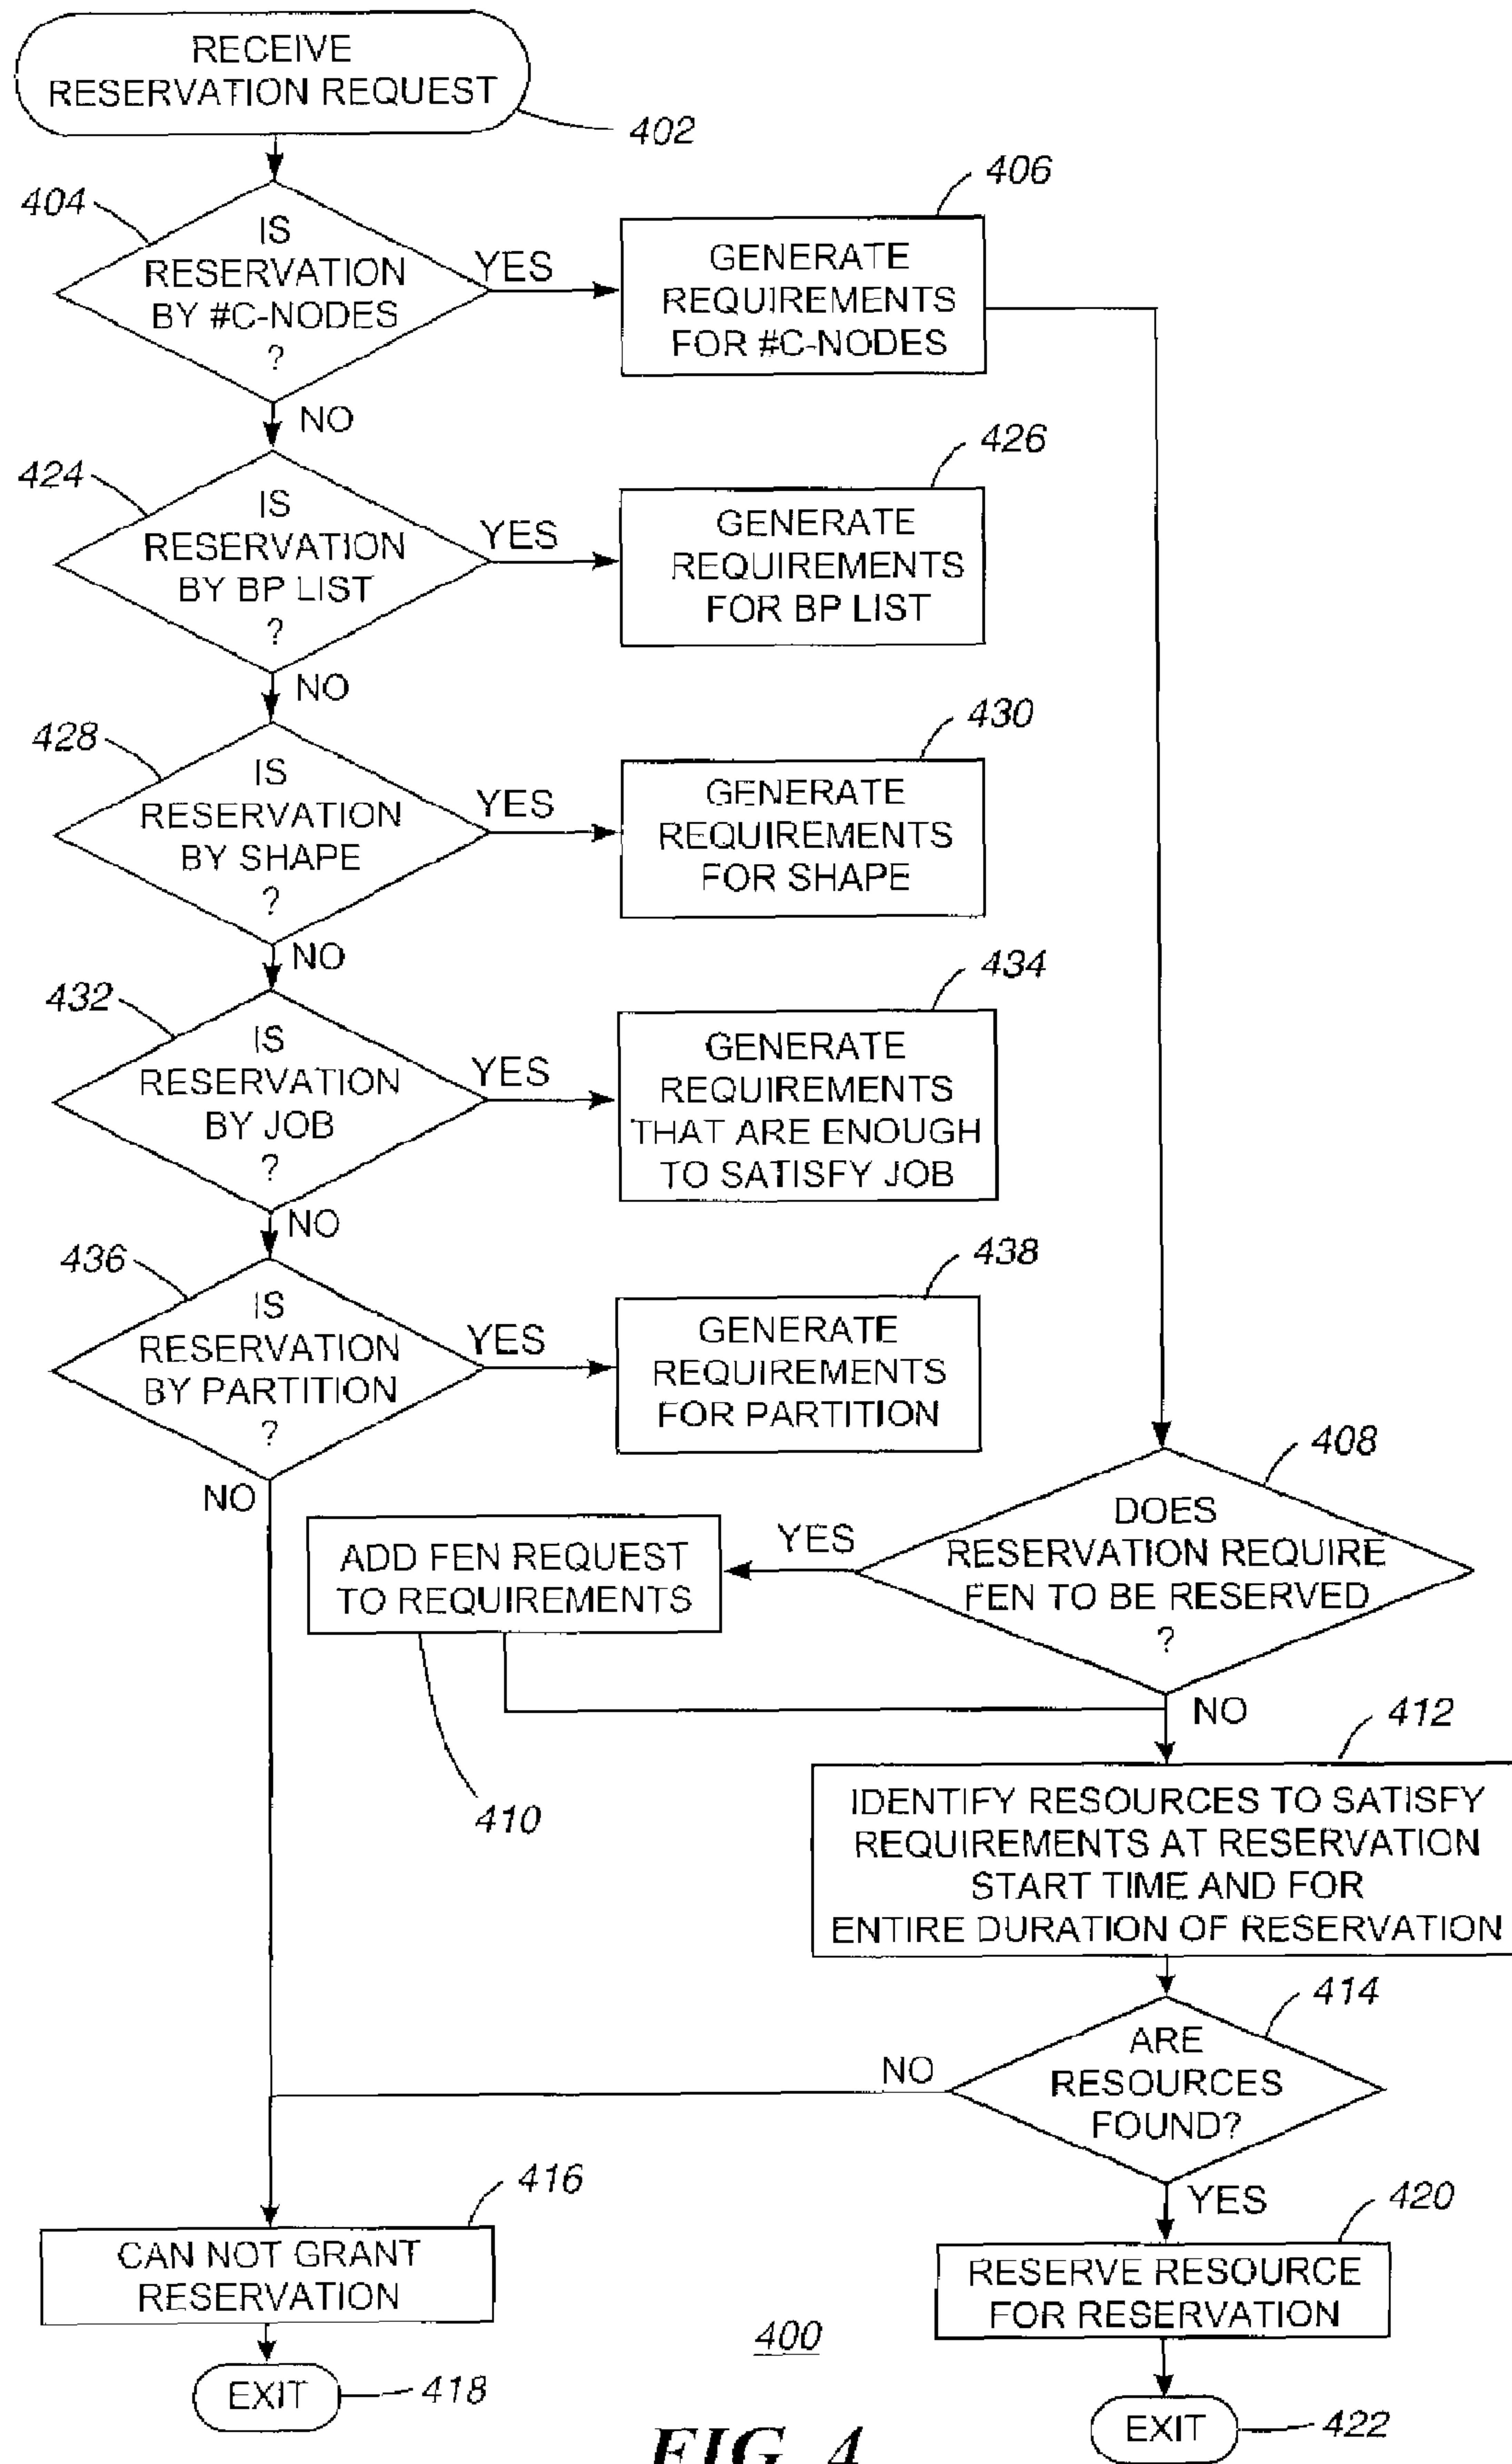 RECEIVE
RESERVATION REQUEST
402
404
IS
RESERVATION
BY #C-NODES
?
YES
406
GENERATE
REQUIREMENTS
FOR #C-NODES
NO
424
IS
RESERVATION
BY BP LIST
?
YES
426
GENERATE
REQUIREMENTS
FOR BP LIST
NO
428
IS
RESERVATION
BY SHAPE
?
YES
430
GENERATE
REQUIREMENTS
FOR SHAPE
NO
432
IS
RESERVATION
BY JOB
?
YES
434
GENERATE
REQUIREMENTS
THAT ARE ENOUGH
TO SATISFY JOB
NO
436
IS
RESERVATION
BY PARTITION
?
YES
438
GENERATE
REQUIREMENTS
FOR PARTITION
NO
408
DOES
RESERVATION REQUIRE
FEN TO BE RESERVED
?
YES
ADD FEN REQUEST
TO REQUIREMENTS
410
NO
412
IDENTIFY RESOURCES TO SATISFY
REQUIREMENTS AT RESERVATION
START TIME AND FOR
ENTIRE DURATION OF RESERVATION
414
ARE
RESOURCES
FOUND?
NO
YES
416
CAN NOT GRANT
RESERVATION
EXIT
418
420
RESERVE RESOURCE
FOR RESERVATION
EXIT
422
400
FIG. 4